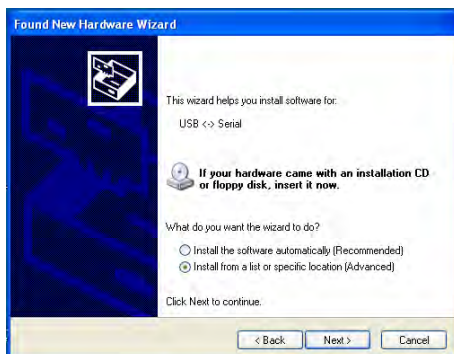 Found New Hardware Wizard
This wizard helps you install software for:
USB <-> Serial
If your hardware came with an installation CD
or floppy disk, insert it now.
What do you want the wizard to do?
Install the software automatically (Recommended)
Install from a list or specific location (Advanced)
Click Next to continue.
< Back Next > Cancel